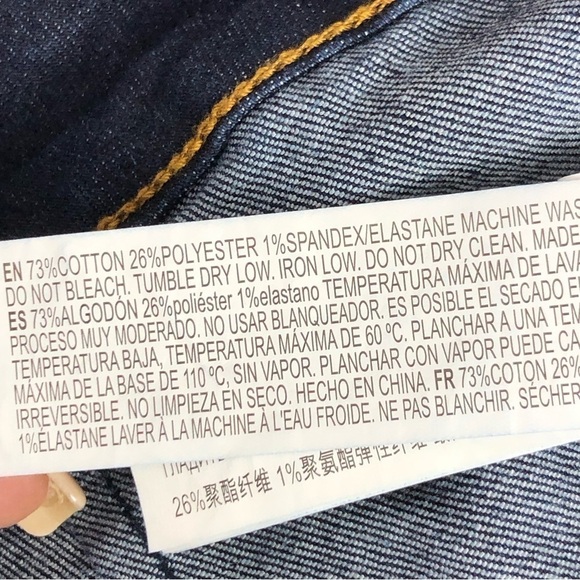 EN 73%COTTON 26%POLYESTER 1%SPANDEX/ELASTANE MACHINE WAS
DO NOT BLEACH. TUMBLE DRY LOW. IRON LOW. DO NOT DRY CLEAN. MADE
ES 73%ALGODÓN 26%poliéster 1%elastano TEMPERATURA MÁXIMA DE LAVA
PROCESO MUY MODERADO. NO USAR BLANQUEADOR. ES POSIBLE EL SECADO E
TEMPERATURA BAJA, TEMPERATURA MÁXIMA DE 60 ºC. PLANCHAR A UNA TEM
MÁXIMA DE LA BASE DE 110 ºC, SIN VAPOR. PLANCHAR CON VAPOR PUEDE CA
IRREVERSIBLE. NO LIMPIEZA EN SECO. HECHO EN CHINA. FR 73%COTON 26%
1%ÉLASTANE LAVER À LA MACHINE À L'EAU FROIDE. NE PAS BLANCHIR. SÉCHER
26%聚酯纤维 1%聚氨酯弹性纤维